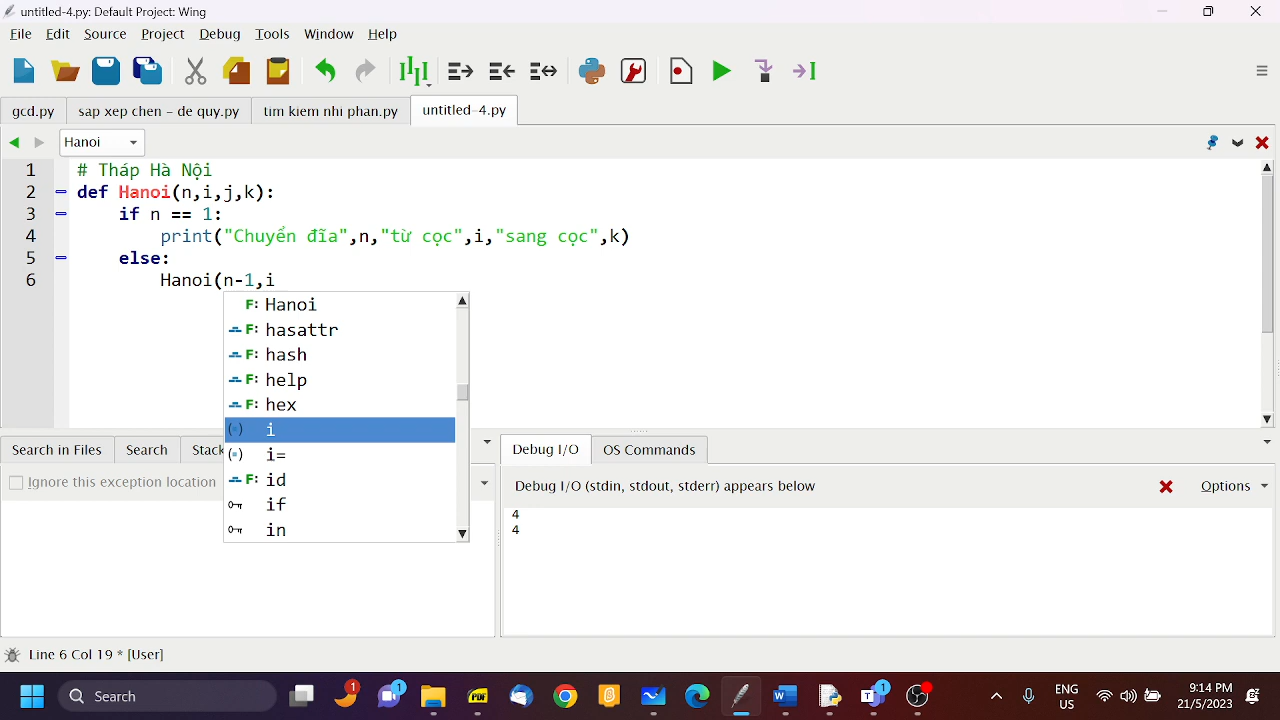 untitled-4.py: Default Project: Wing
File Edit Source Project Debug Tools Window Help
gcd.py sap xep chen - de quy.py tim kiem nhi phan.py untitled-4.py
Hanoi
1 # Tháp Hà Nội
2 def Hanoi(n,i,j,k):
3 if n == 1:
4 print("Chuyển đĩa",n,"từ cọc",i,"sang cọc",k)
5 else:
6 Hanoi(n-1,i
F: Hanoi
F: hasattr
F: hash
F: help
F: hex
i
i=
F: id
if
in
Search in Files Search Stack
Ignore this exception location
Debug I/O OS Commands
Debug I/O (stdin, stdout, stderr) appears below Options
4
4
Line 6 Col 19 * [User]
Search
1
1
PDF
1
ENG
US
9:14 PM
21/5/2023